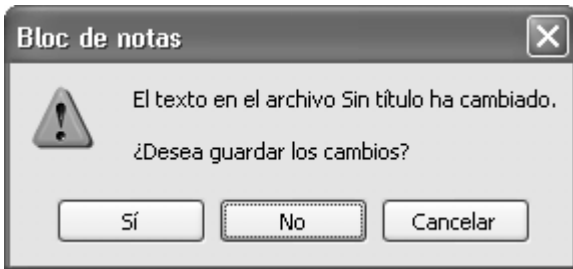 Bloc de notas
El texto en el archivo Sin título ha cambiado.
¿Desea guardar los cambios?
Sí No Cancelar